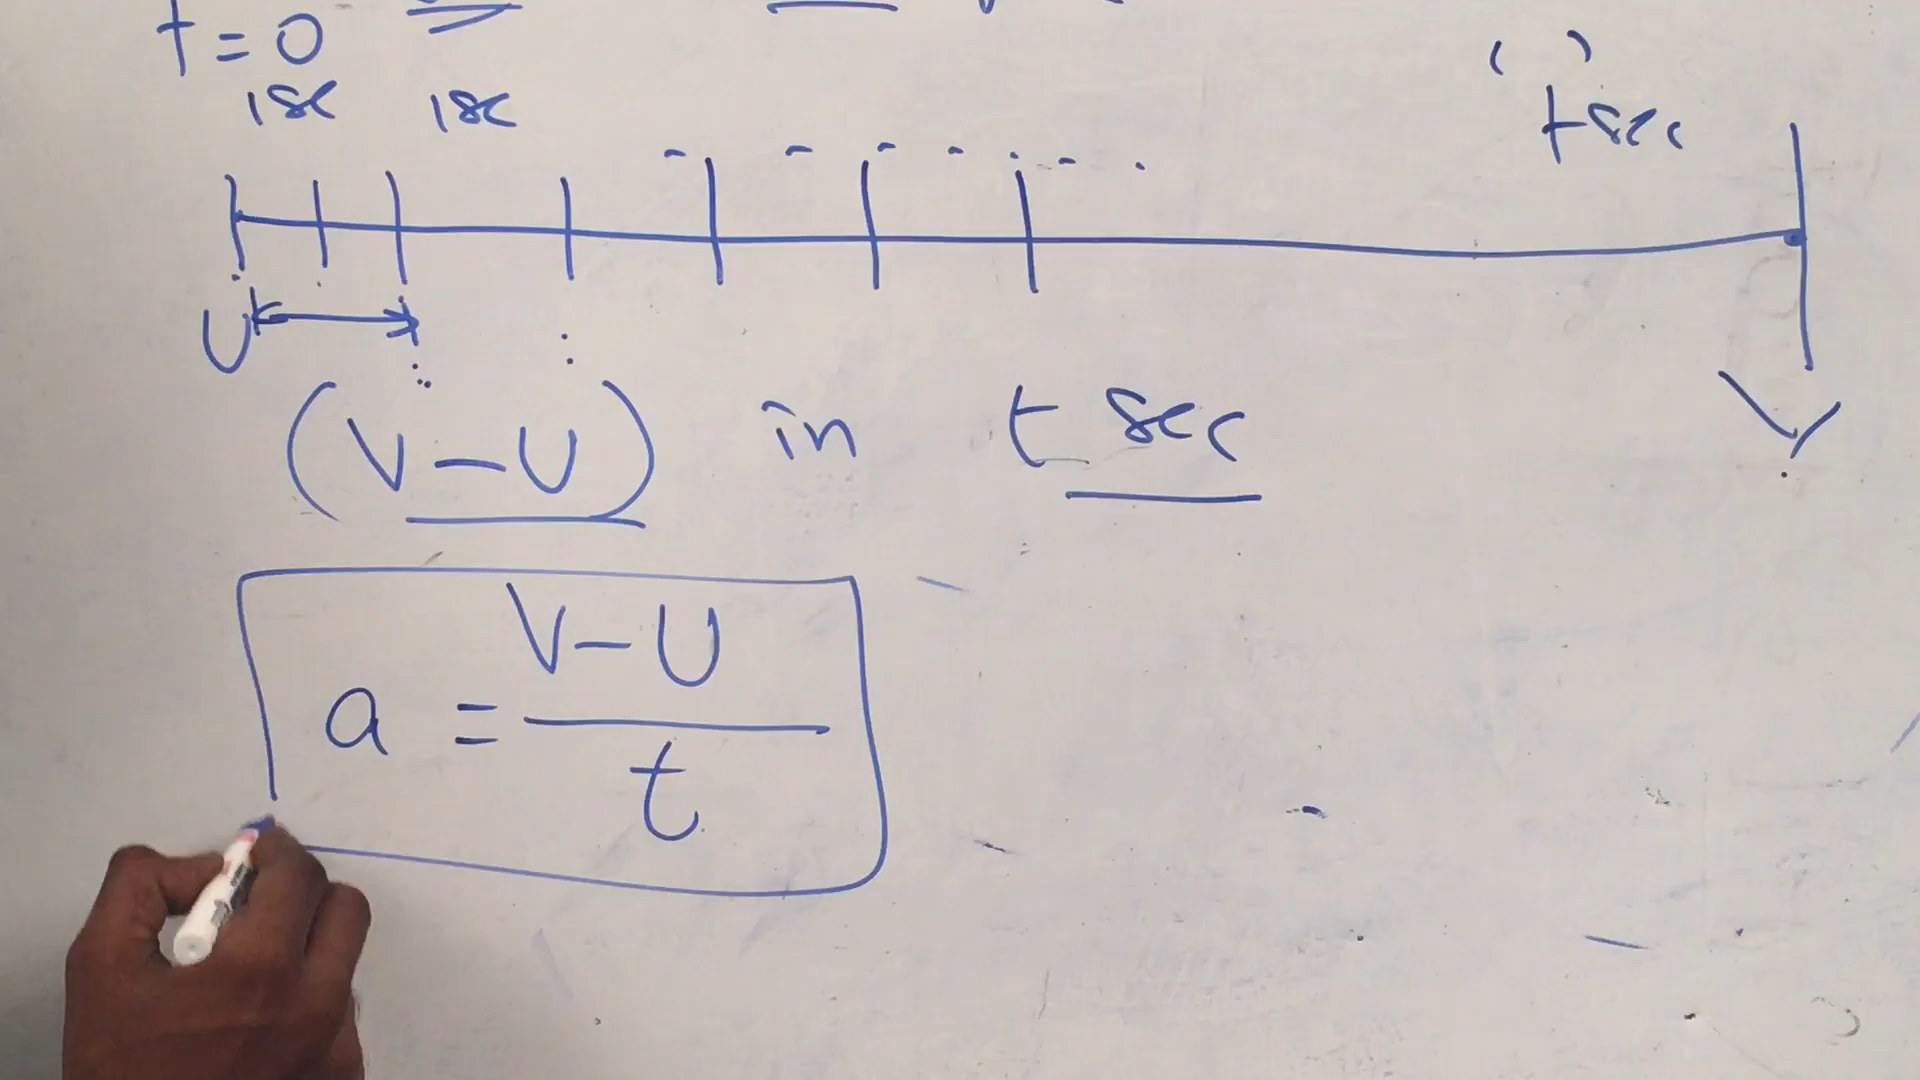 t = 0
1sec 1sec
( )
t sec
U
V
(V - U) in t sec
a = V - U / t